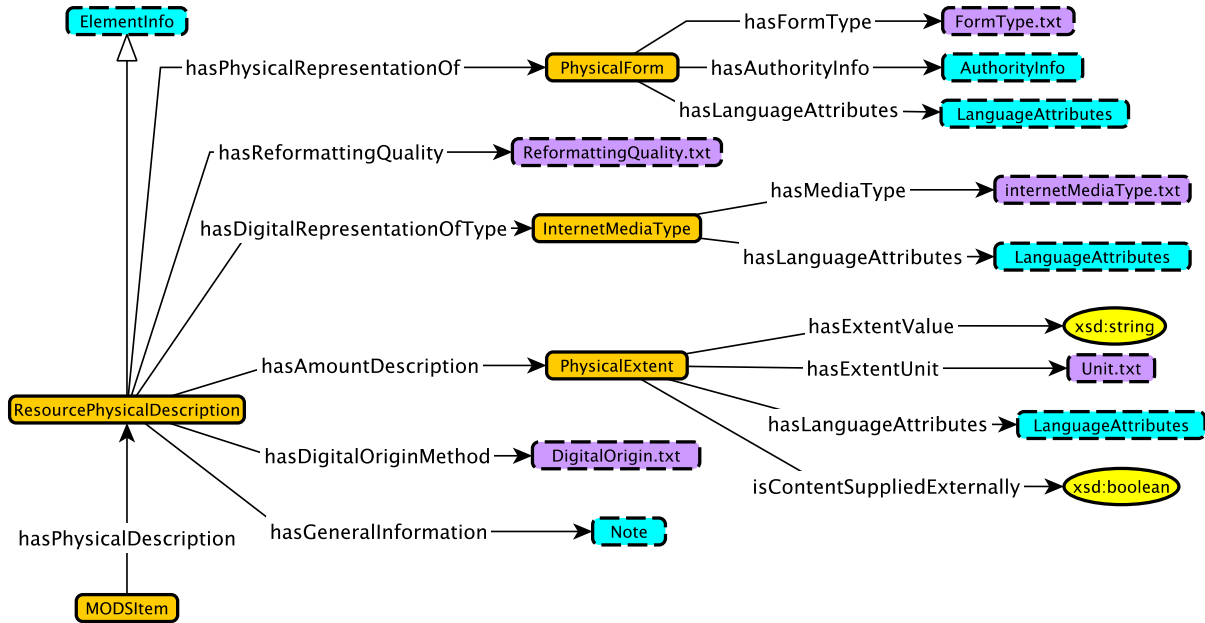 ElementInfo
hasFormType
FormType.txt
hasPhysicalRepresentationOf
PhysicalForm
hasAuthorityInfo
AuthorityInfo
hasLanguageAttributes
LanguageAttributes
hasReformattingQuality
ReformattingQuality.txt
hasMediaType
internetMediaType.txt
hasDigitalRepresentationOfType
InternetMediaType
hasLanguageAttributes
LanguageAttributes
hasExtentValue
xsd:string
hasAmountDescription
PhysicalExtent
hasExtentUnit
Unit.txt
ResourcePhysicalDescription
hasLanguageAttributes
LanguageAttributes
hasDigitalOriginMethod
DigitalOrigin.txt
isContentSuppliedExternally
xsd:boolean
hasGeneralInformation
Note
hasPhysicalDescription
MODSItem